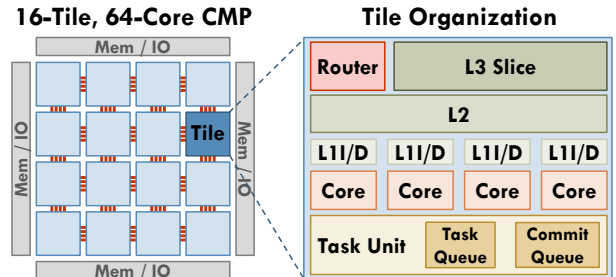 16-Tile, 64-Core CMP
Mem / IO
Mem / IO
Tile
Mem / IO
Mem / IO
Tile Organization
Router
L3 Slice
L2
L1I/D L1I/D L1I/D L1I/D
Core Core Core Core
Task Unit
Task
Queue
Commit
Queue